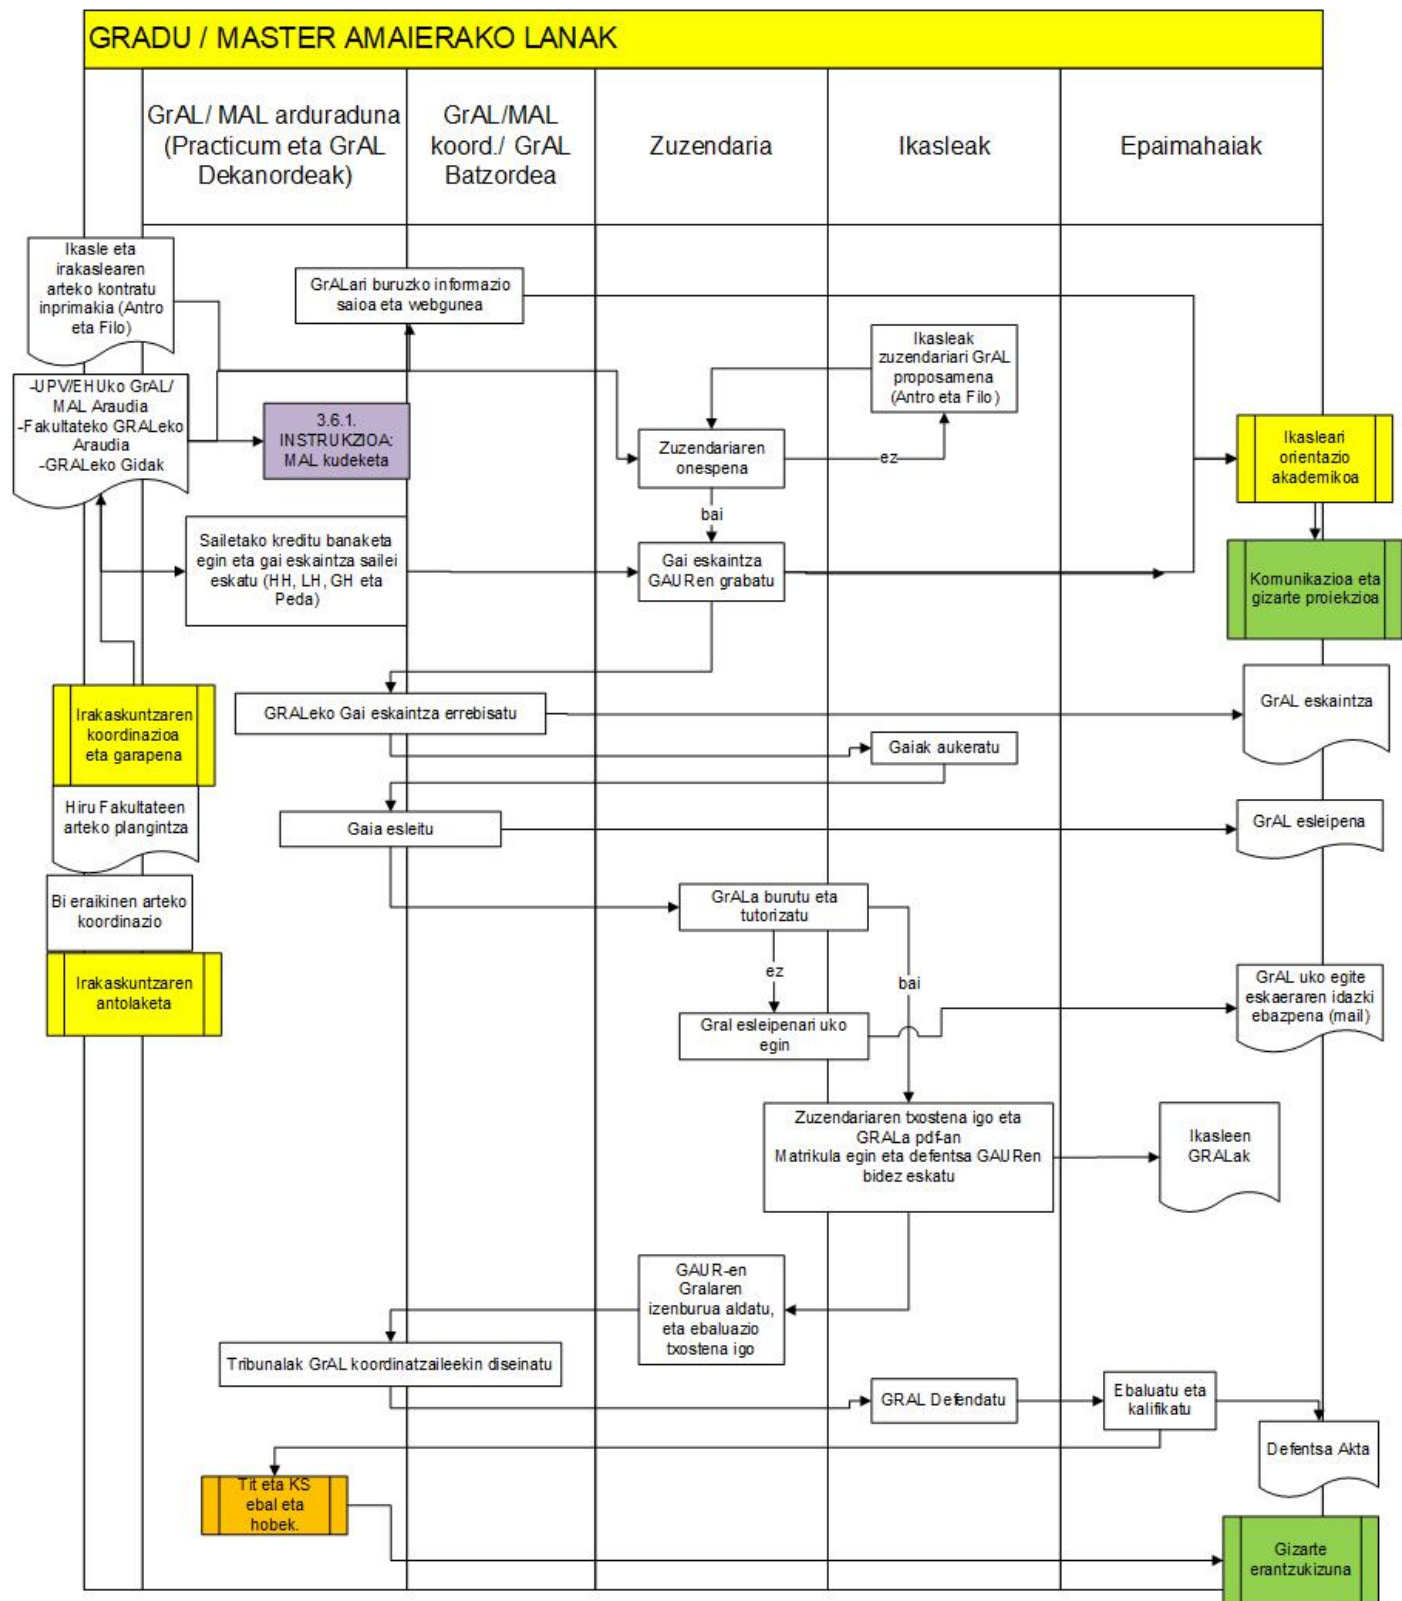 GRADU / MASTER AMAIERAKO LANAK
GrAL/ MAL arduraduna
(Practicum eta GrAL
Dekanordeak)
GrAL/MAL
koord./ GrAL
Batzordea
Zuzendaria
Ikasleak
Epaimahaiak
Ikasle eta
irakaslearen
arteko kontratu
inprimakia (Antro
eta Filo)
GrALari buruzko informazio
saioa eta webgunea
Ikasleak
zuzendariari GrAL
proposamena
(Antro eta Filo)
-UPV/EHUko GrAL/
MAL Araudia
-Fakultateko GRALeko
Araudia
-GRALeko Gidak
3.6.1.
INSTRUKZIOA:
MAL kudeketa
Zuzendariaren
onespena
ez
Ikasleari
orientazio
akademikoa
bai
Sailetako kreditu banaketa
egin eta gai eskaintza sailei
eskatu (HH, LH, GH eta
Peda)
Gai eskaintza
GAURen grabatu
Komunikazioa eta
gizarte proiekzioa
Irakaskuntzaren
koordinazioa
eta garapena
GRALeko Gai eskaintza errebisatu
GrAL eskaintza
Gaiak aukeratu
Hiru Fakultateen
arteko plangintza
Gaia esleitu
GrAL esleipena
Bi eraikinen arteko
koordinazio
GrALa burutu eta
tutorizatu
Irakaskuntzaren
antolaketa
ez
bai
GrAL uko egite
eskaeraren idazki
ebazpena (mail)
Gral esleipenari uko
egin
Zuzendariaren txostena igo eta
GRALa pdf-an
Matrikula egin eta defentsa GAURen
bidez eskatu
Ikasleen
GRALak
GAUR-en
Gralaren
izenburua aldatu,
eta ebaluazio
txostena igo
Tribunalak GrAL koordinatzaileekin diseinatu
GRAL Defendatu
Ebaluatu eta
kalifikatu
Defentsa Akta
Tit eta KS
ebal eta
hobek.
Gizarte
erantzukizuna